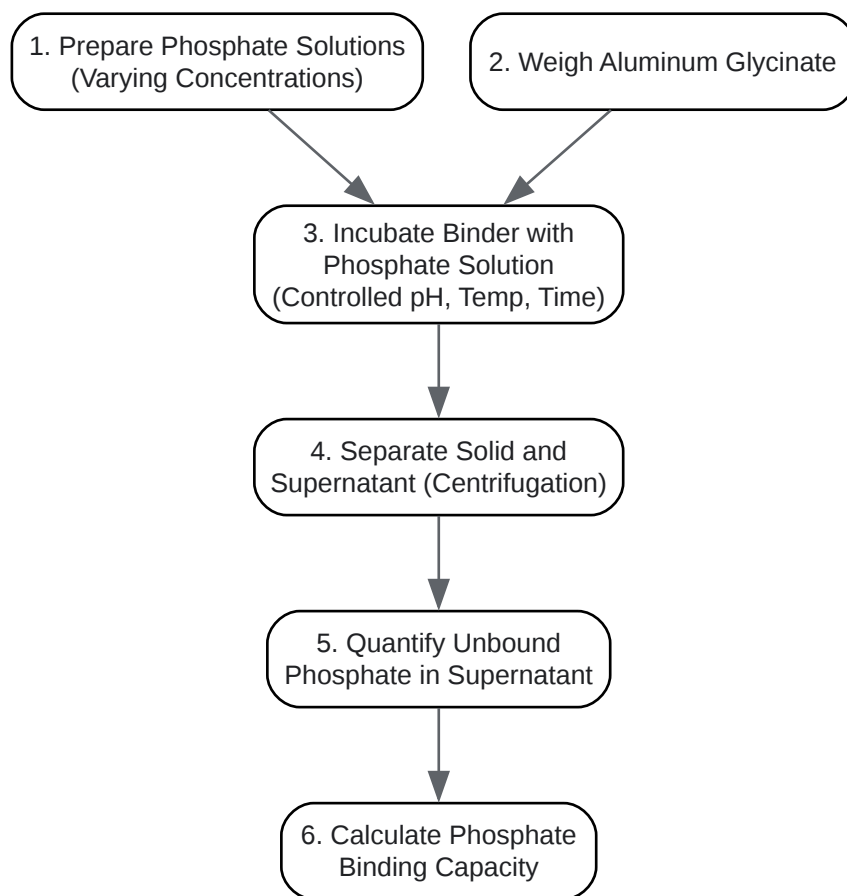 1. Prepare Phosphate Solutions
(Varying Concentrations)
2. Weigh Aluminum Glycinate
3. Incubate Binder with
Phosphate Solution
(Controlled pH, Temp, Time)
4. Separate Solid and
Supernatant (Centrifugation)
5. Quantify Unbound
Phosphate in Supernatant
6. Calculate Phosphate
Binding Capacity